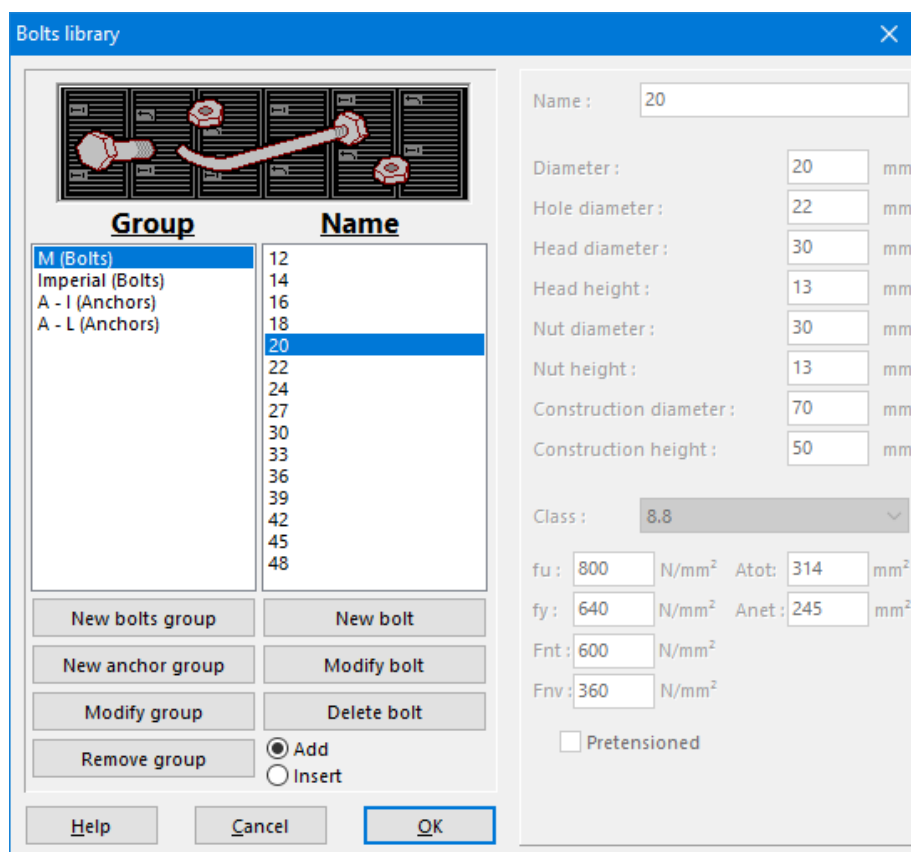 Bolts library
Group
Name
M (Bolts)
Imperial (Bolts)
A - I (Anchors)
A - L (Anchors)
12
14
16
18
20
22
24
27
30
33
36
39
42
45
48
New bolts group
New bolt
New anchor group
Modify bolt
Modify group
Delete bolt
Remove group
Add
Insert
Help
Cancel
OK
Name : 20
Diameter : 20 mm
Hole diameter : 22 mm
Head diameter : 30 mm
Head height : 13 mm
Nut diameter : 30 mm
Nut height : 13 mm
Construction diameter : 70 mm
Construction height : 50 mm
Class : 8.8
fu : 800 N/mm² Atot: 314 mm²
fy : 640 N/mm² Anet : 245 mm²
Fnt : 600 N/mm²
Fnv : 360 N/mm²
Pretensioned